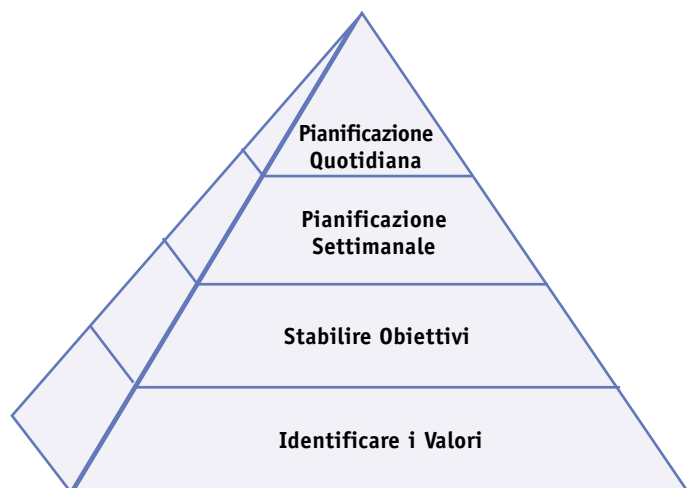 Pianificazione
Quotidiana
Pianificazione
Settimanale
Stabilire Obiettivi
Identificare i Valori